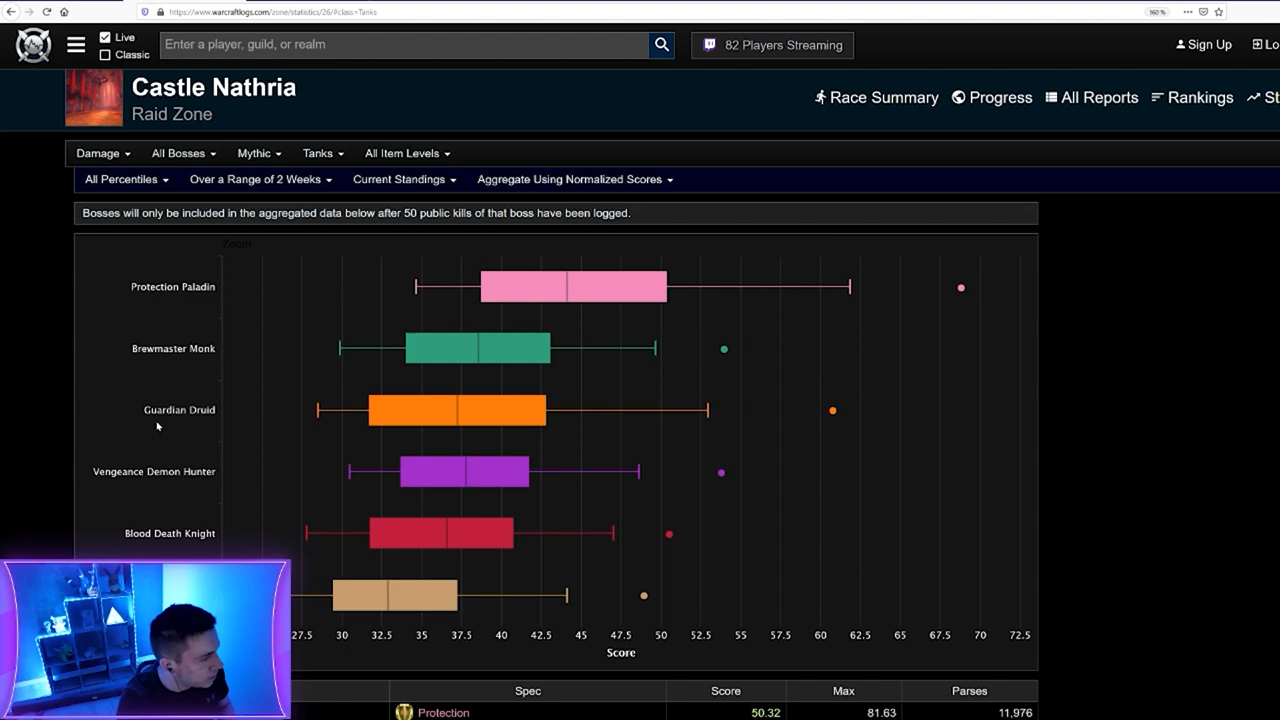 https://www.warcraftlogs.com/zone/statistics/26/#class=Tanks
160 %
Live
Classic
Enter a player, guild, or realm
82 Players Streaming
Sign Up
Lo
Castle Nathria
Raid Zone
Race Summary
Progress
All Reports
Rankings
St
Damage
All Bosses
Mythic
Tanks
All Item Levels
All Percentiles
Over a Range of 2 Weeks
Current Standings
Aggregate Using Normalized Scores
Bosses will only be included in the aggregated data below after 50 public kills of that boss have been logged.
Zoom
Protection Paladin
Brewmaster Monk
Guardian Druid
Vengeance Demon Hunter
Blood Death Knight
27.5 30 32.5 35 37.5 40 42.5 45 47.5 50 52.5 55 57.5 60 62.5 65 67.5 70 72.5
Score
Spec Score Max Parses
Protection 50.32 81.63 11,976